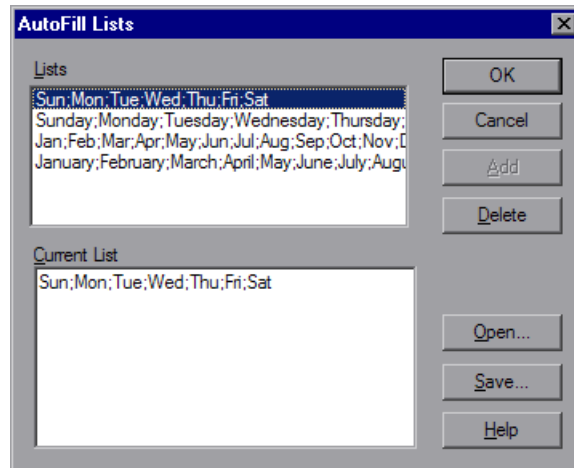 AutoFill Lists
Lists
Sun;Mon;Tue;Wed;Thu;Fri;Sat
Sunday;Monday;Tuesday;Wednesday;Thursday;
Jan;Feb;Mar;Apr;May;Jun;Jul;Aug;Sep;Oct;Nov;
January;February;March;April;May;June;July;
Current List
Sun;Mon;Tue;Wed;Thu;Fri;Sat
OK
Cancel
Add
Delete
Open...
Save...
Help